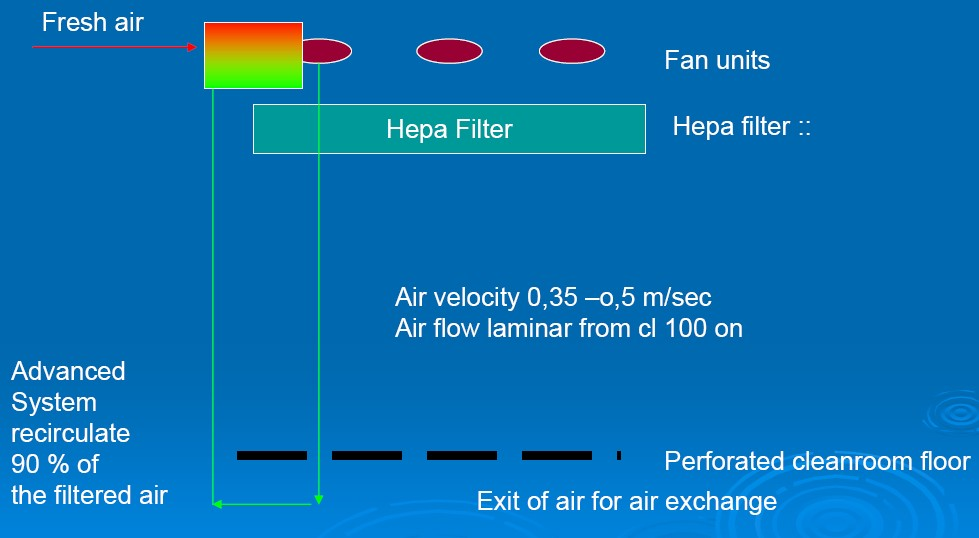 Fresh air
Fan units
Hepa Filter
Hepa filter ::
Air velocity 0,35 –o,5 m/sec
Air flow laminar from cl 100 on
Advanced
System
recirculate
90 % of
the filtered air
Perforated cleanroom floor
Exit of air for air exchange